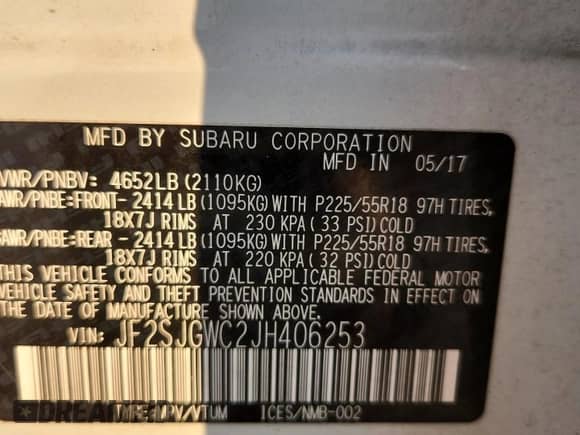 MFD BY SUBARU CORPORATION
MFD IN 05/17
VWR/PNBV: 4652LB (2110KG)
AWR/PNBE:FRONT- 2414 LB (1095KG) WITH P225/55R18 97H TIRES,
18X7J RIMS AT 230 KPA (33 PSI) COLD
GAWR/PNBE:REAR - 2414 LB (1095KG) WITH P225/55R18 97H TIRES,
18X7J RIMS AT 220 KPA (32 PSI) COLD
THIS VEHICLE CONFORMS TO ALL APPLICABLE FEDERAL MOTOR
VEHICLE SAFETY AND THEFT PREVENTION STANDARDS IN EFFECT ON
THE DATE OF MANUFACTURE SHOWN ABOVE.
VIN: JF2SJGWC2JH406253
MPV/VTUM ICES/NMB-002